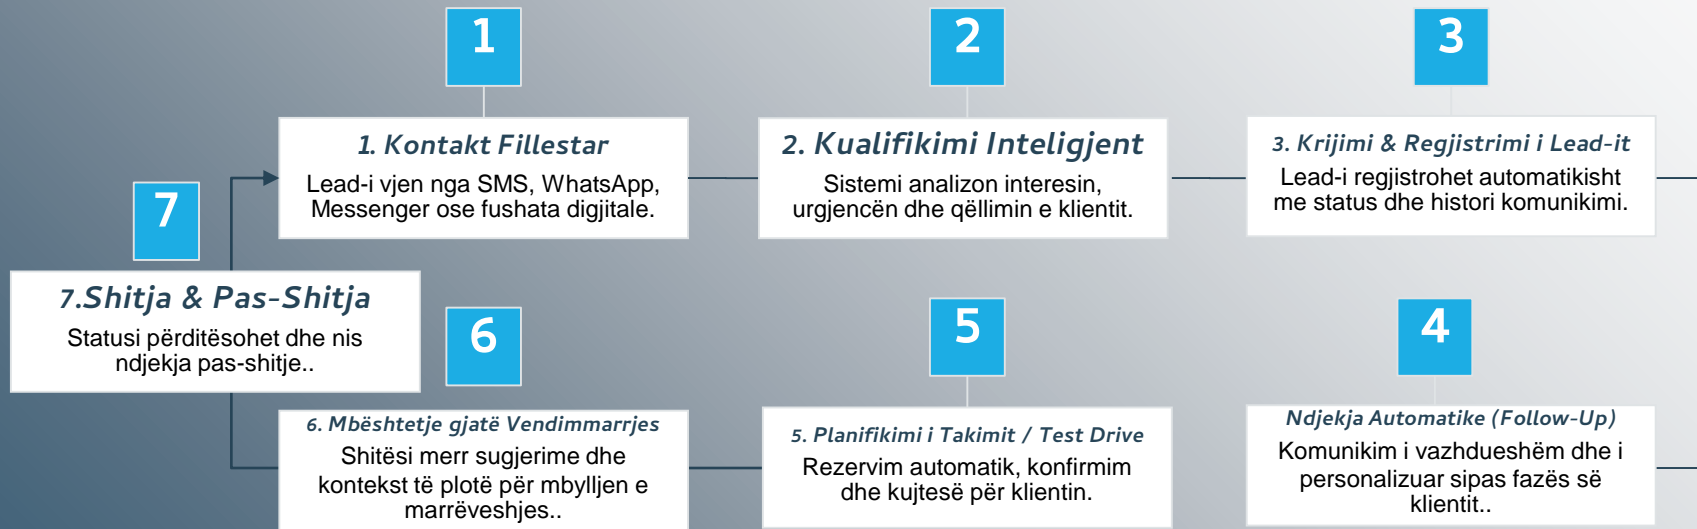 1
1. Kontakt Fillestar
Lead-i vjen nga SMS, WhatsApp,
Messenger ose fushata digjitale.
2
2. Kualifikimi Inteligjent
Sistemi analizon interesin,
urgjencën dhe qëllimin e klientit.
3
3. Krijimi & Regjistrimi i Lead-it
Lead-i regjistrohet automatikisht
me status dhe histori komunikimi.
4
Ndjekja Automatike (Follow-Up)
Komunikim i vazhdueshëm dhe i
personalizuar sipas fazës së
klientit..
5
5. Planifikimi i Takimit / Test Drive
Rezervim automatik, konfirmim
dhe kujtesë për klientin.
6
6. Mbështetje gjatë Vendimmarrjes
Shitësi merr sugjerime dhe
kontekst të plotë për mbylljen e
marrëveshjes..
7
7.Shitja & Pas-Shitja
Statusi përditësohet dhe nis
ndjekja pas-shitje..